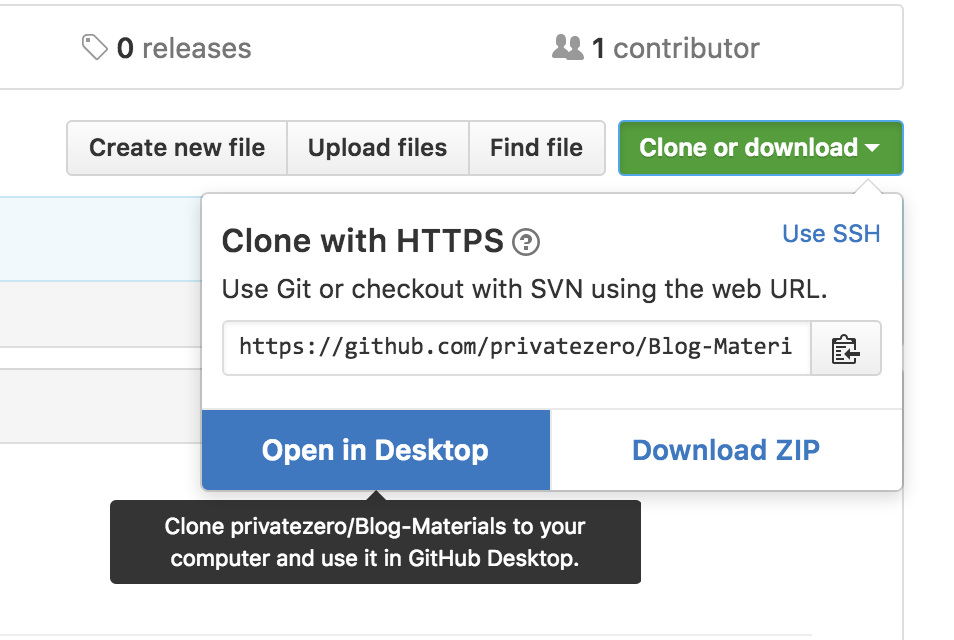 0 releases
1 contributor
Create new file
Upload files
Find file
Clone or download
Clone with HTTPS
Use SSH
Use Git or checkout with SVN using the web URL.
https://github.com/privatezero/Blog-Materi
Open in Desktop
Download ZIP
Clone privatezero/Blog-Materials to your
computer and use it in GitHub Desktop.